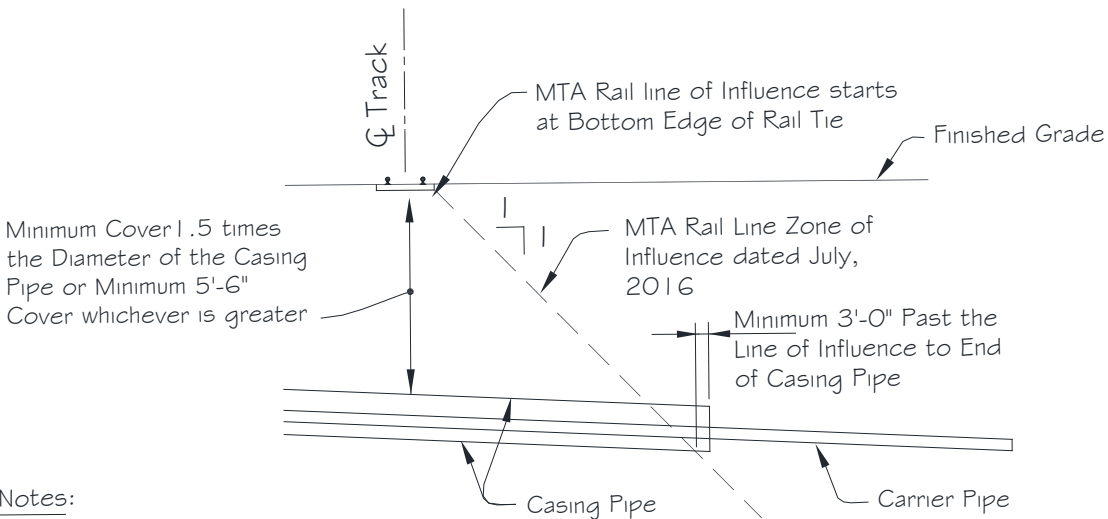 ℄ Track
MTA Rail line of Influence starts
at Bottom Edge of Rail Tie
Finished Grade
1
1
Minimum Cover 1.5 times
the Diameter of the Casing
Pipe or Minimum 5'-6"
Cover whichever is greater
MTA Rail Line Zone of
Influence dated July,
2016
Minimum 3'-0" Past the
Line of Influence to End
of Casing Pipe
Casing Pipe
Carrier Pipe
Notes: